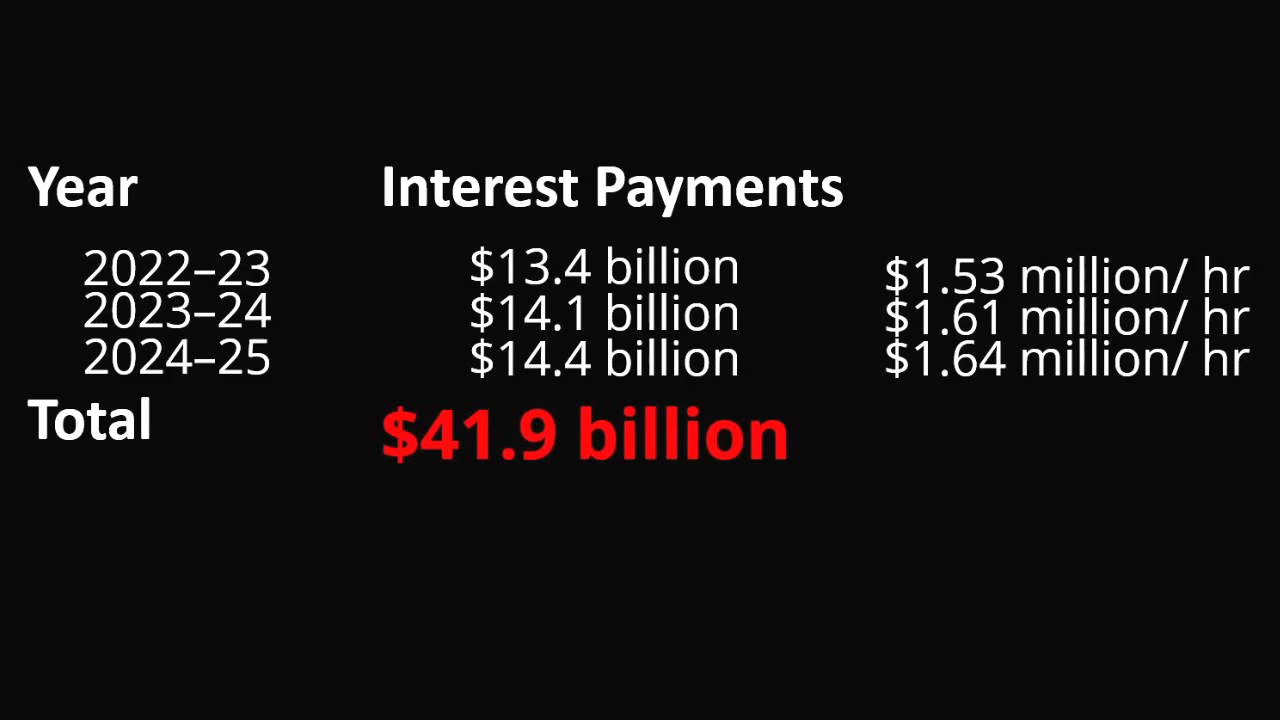 Year Interest Payments
2022–23 $13.4 billion $1.53 million/ hr
2023–24 $14.1 billion $1.61 million/ hr
2024–25 $14.4 billion $1.64 million/ hr
Total $41.9 billion